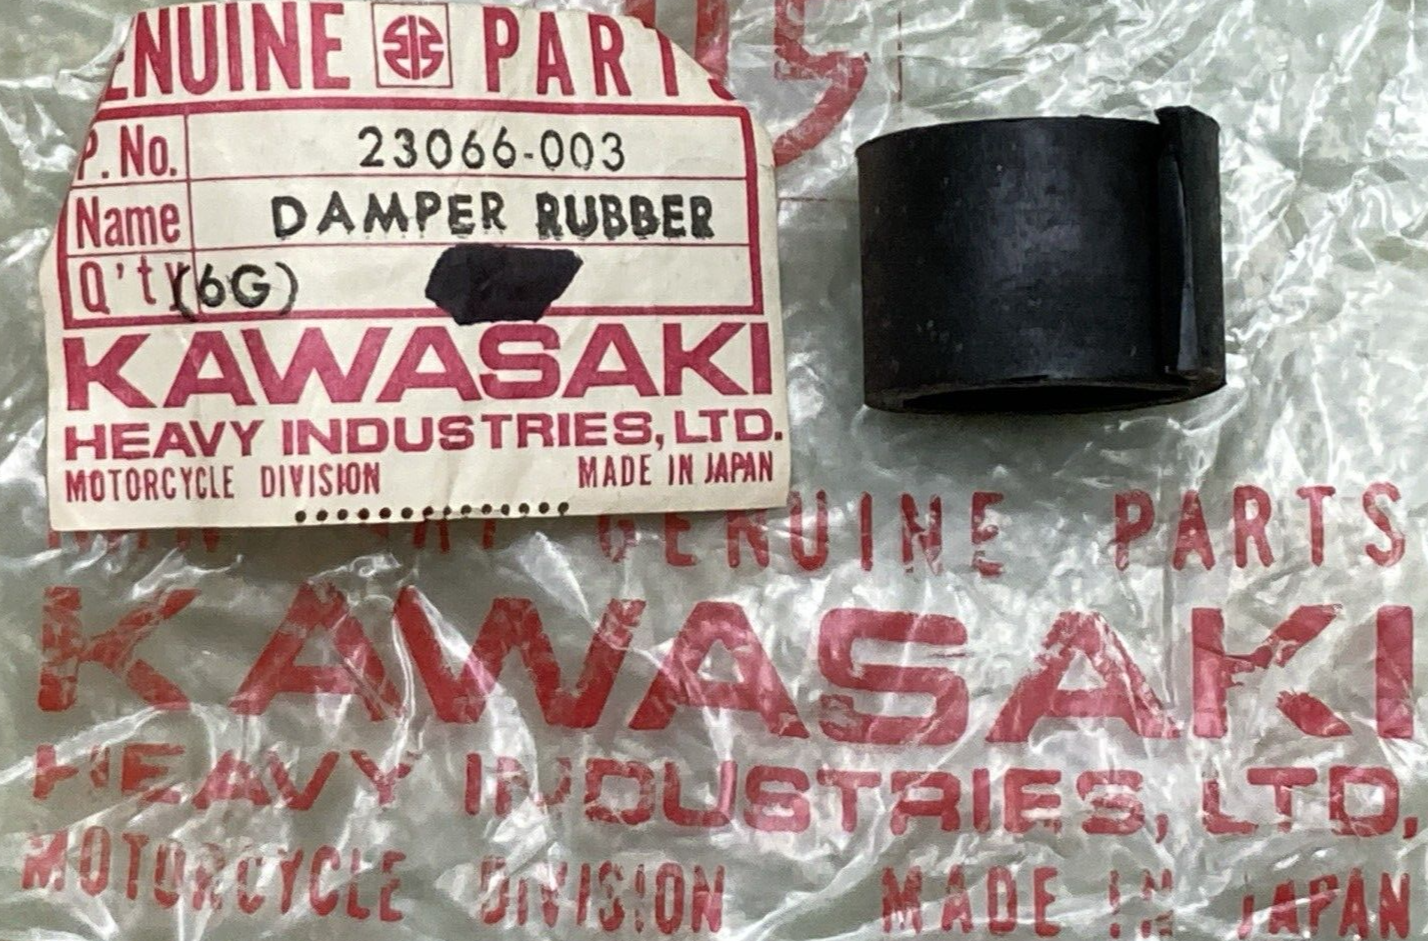 ENUINE PARTS
P. No. 23066-003
Name DAMPER RUBBER
Q'ty (6G)
KAWASAKI
HEAVY INDUSTRIES, LTD.
MOTORCYCLE DIVISION MADE IN JAPAN
GENUINE PARTS
KAWASAKI
HEAVY INDUSTRIES, LTD.
MOTORCYCLE DIVISION MADE IN JAPAN